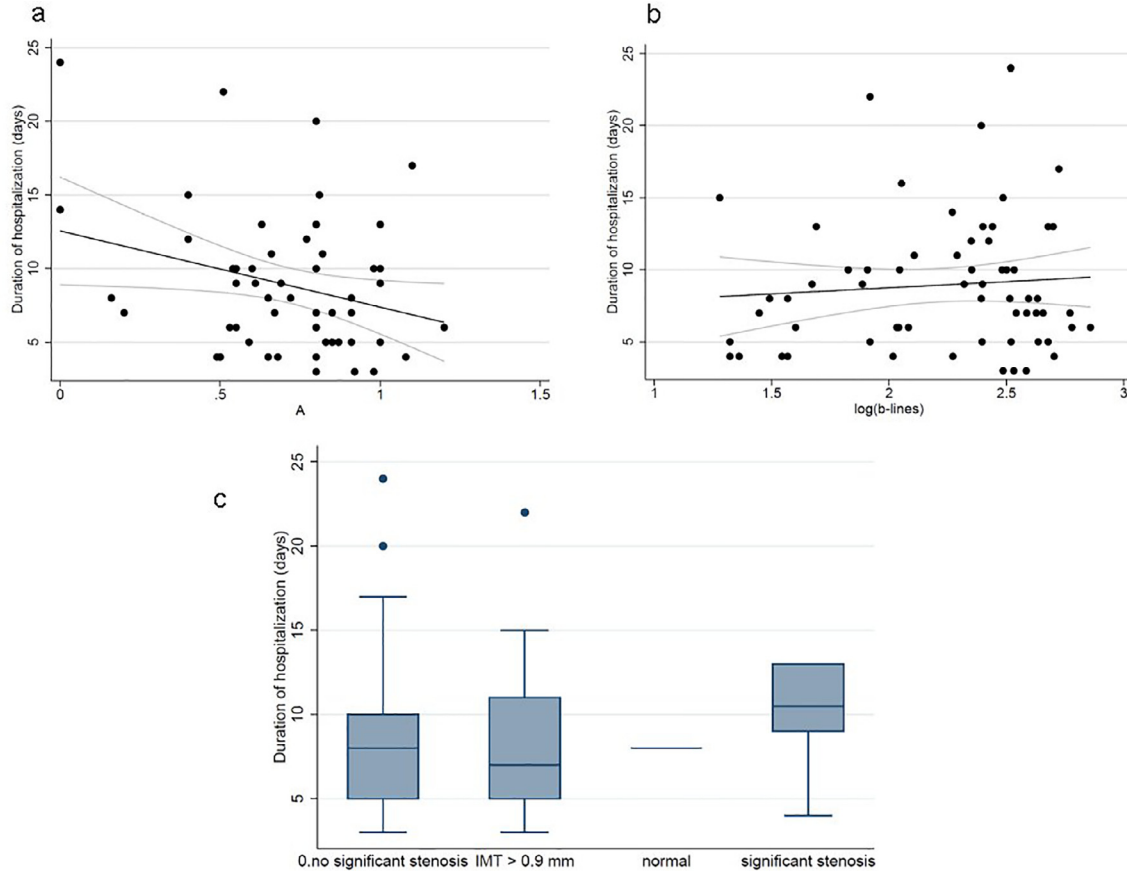 a
25
20
15
10
5
Duration of hospitalization (days)
0
.5
1
1.5
A
b
25
20
15
10
5
Duration of hospitalization (days)
1
1.5
2
2.5
3
log(b-lines)
c
25
20
15
10
5
Duration of hospitalization (days)
0.no significant stenosis
IMT > 0.9 mm
normal
significant stenosis